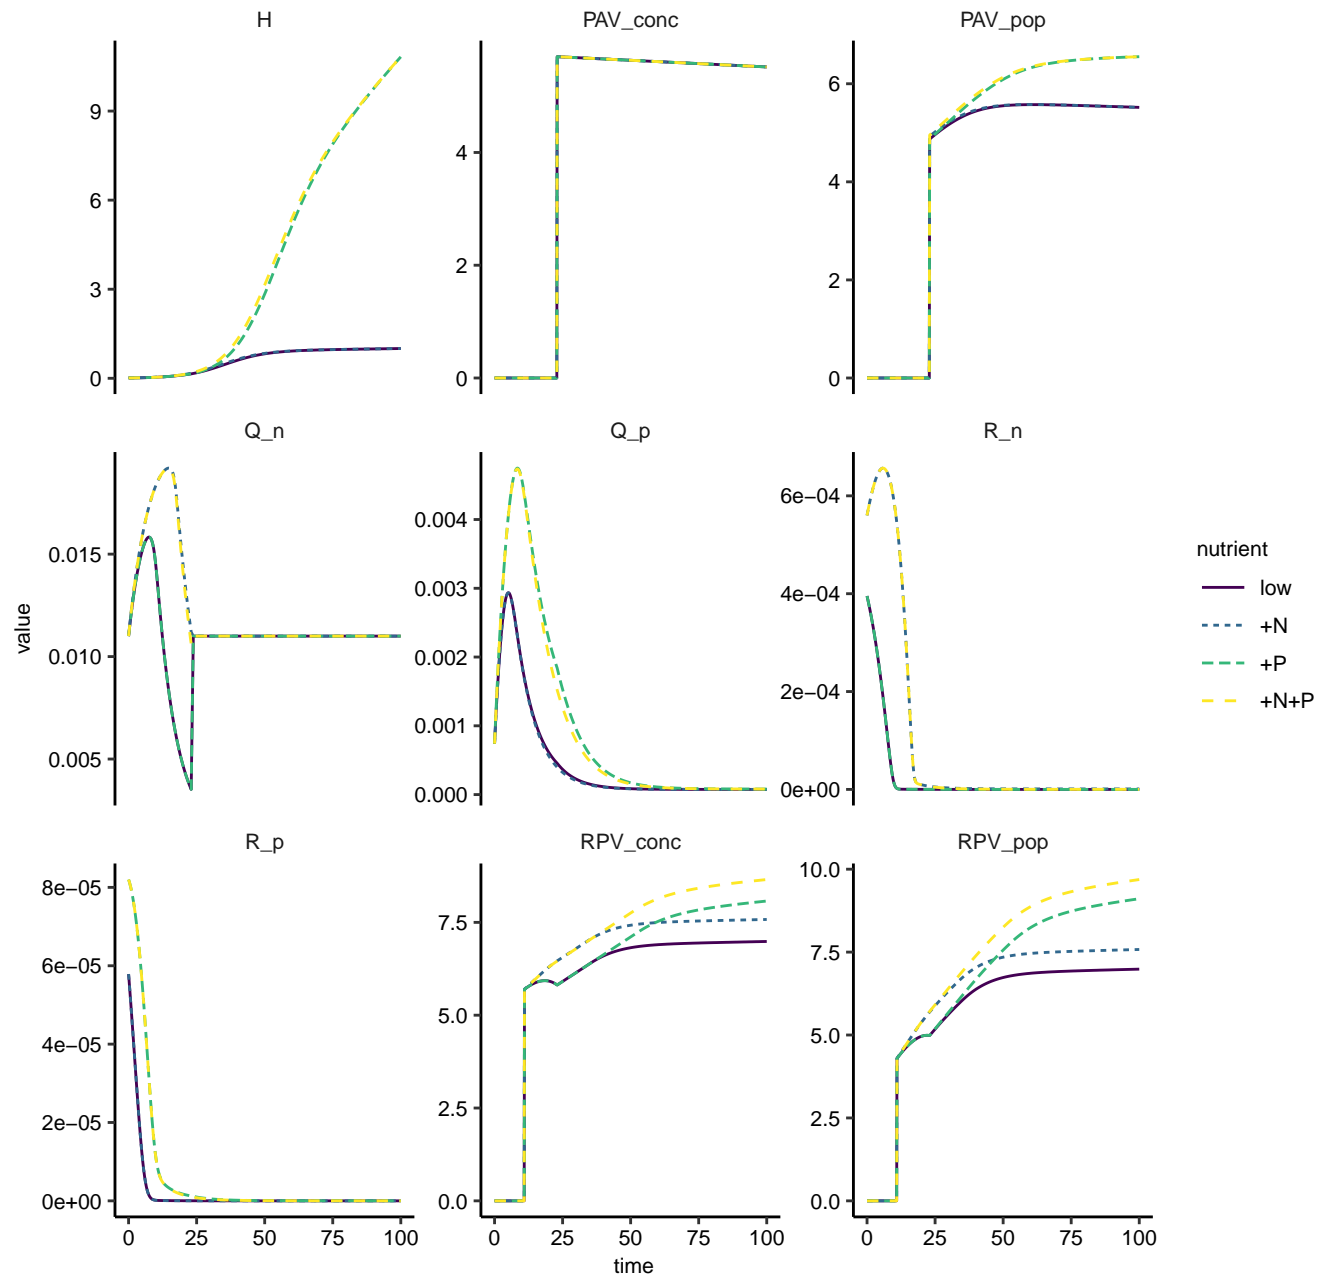 H PAV_conc PAV_pop
9
6
3
0
4
2
0
6
4
2
0
Q_n Q_p R_n
0.015
0.010
0.005
0.004
0.003
0.002
0.001
0.000
6e−04
4e−04
2e−04
0e+00
value
nutrient
low
+N
+P
+N+P
R_p RPV_conc RPV_pop
8e−05
6e−05
4e−05
2e−05
0e+00
7.5
5.0
2.5
0.0
10.0
7.5
5.0
2.5
0.0
0 25 50 75 100 0 25 50 75 100 0 25 50 75 100
time